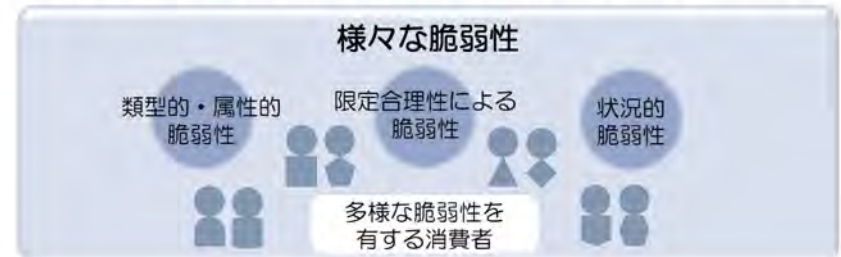 様々な脆弱性
類型的・属性的
脆弱性
限定合理性による
脆弱性
状況的
脆弱性
多様な脆弱性を
有する消費者